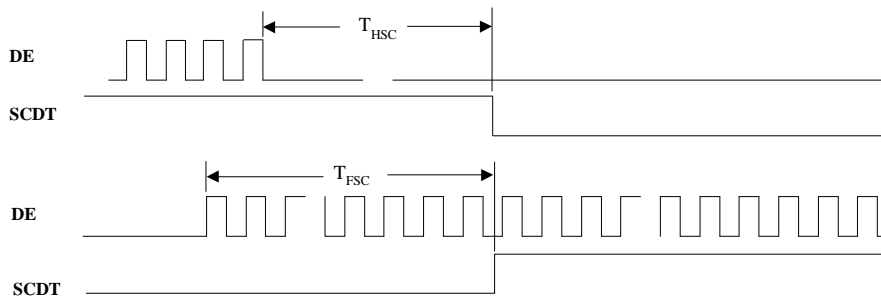 T_HSC
DE
SCDT
T_FSC
DE
SCDT